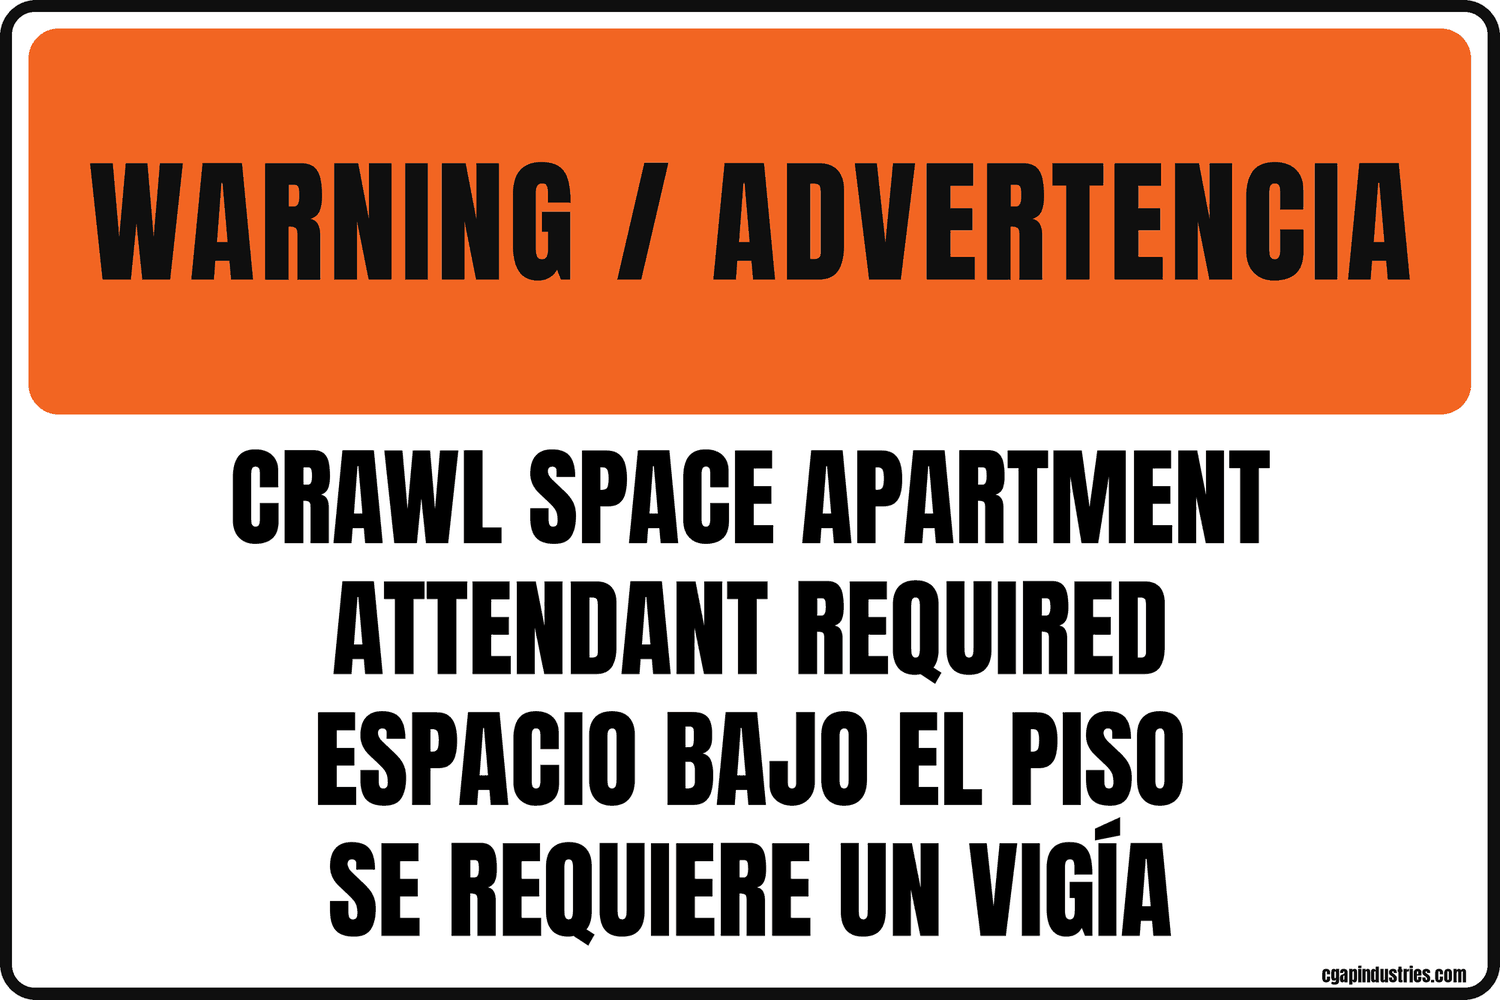 WARNING / ADVERTENCIA
CRAWL SPACE APARTMENT
ATTENDANT REQUIRED
ESPACIO BAJO EL PISO
SE REQUIERE UN VIGÍA
cgapindustries.com